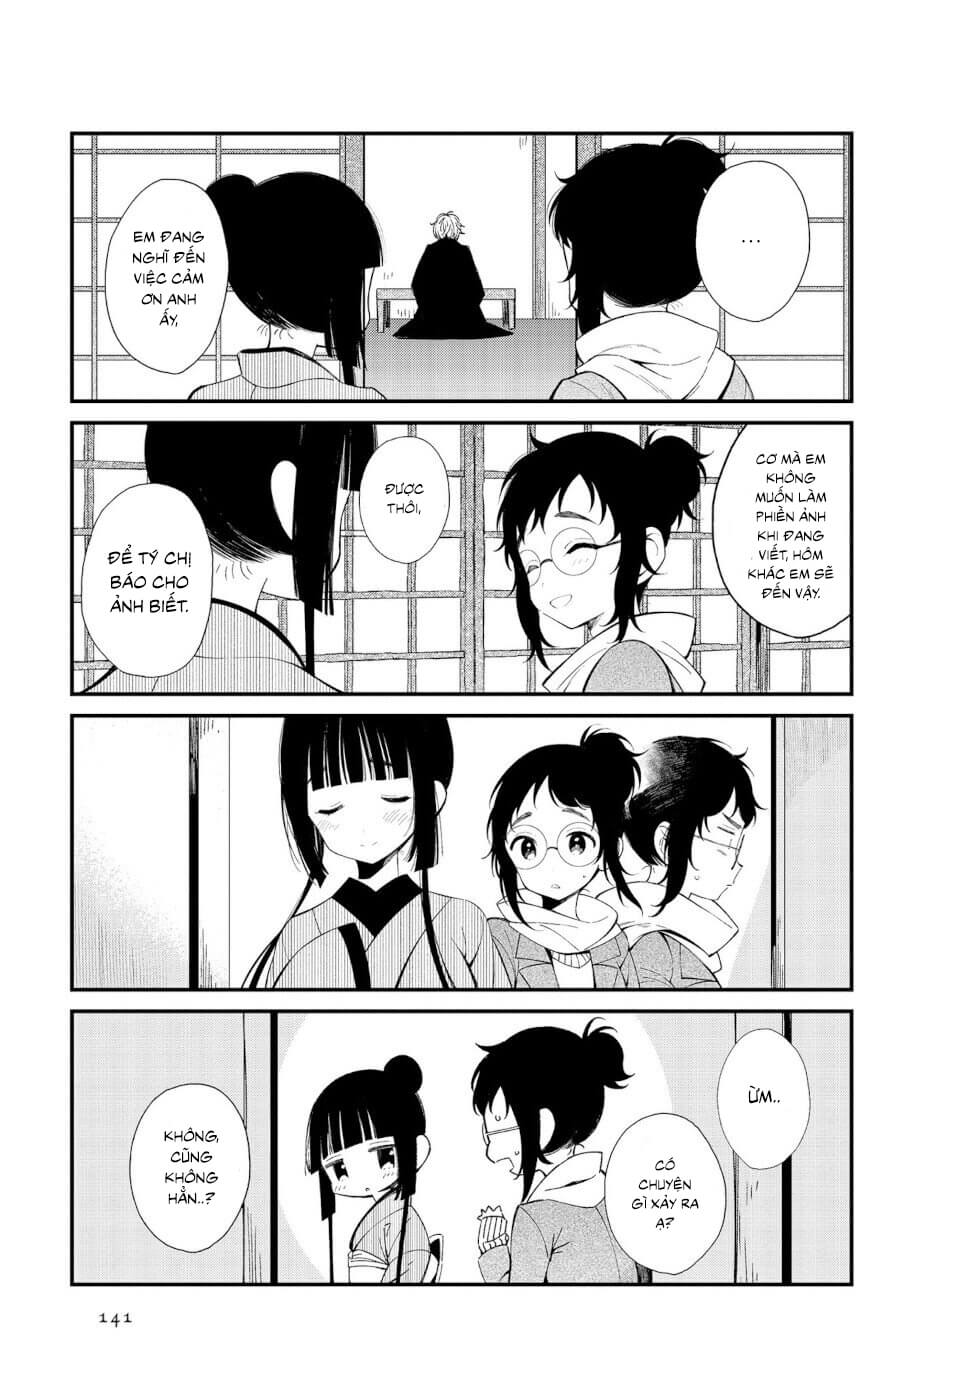 ...
EM ĐANG
NGHĨ ĐẾN
VIỆC CẢM
ƠN ANH
ẤY,
CƠ MÀ EM
KHÔNG
MUỐN LÀM
PHIỀN ẢNH
KHI ĐANG
VIẾT, HÔM
KHÁC EM SẼ
ĐẾN VẬY.
ĐƯỢC
THÔI,
ĐỂ TÝ CHỊ
BÁO CHO
ẢNH BIẾT.
ỪM..
CÓ
CHUYỆN
GÌ XẢY RA
Ạ?
KHÔNG,
CŨNG
KHÔNG
HẲN..?
141